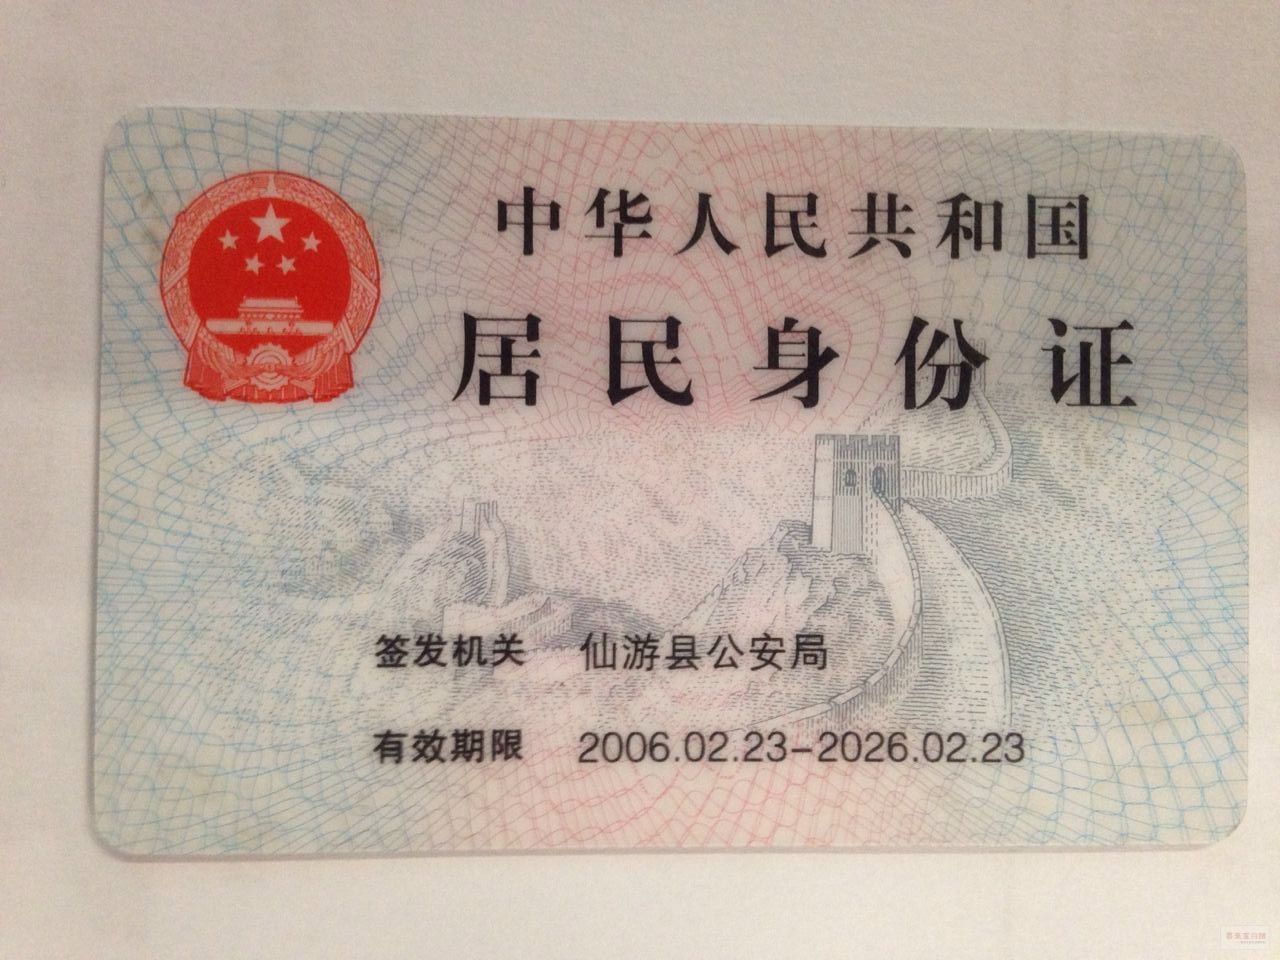 中华人民共和国
居民身份证
签发机关 仙游县公安局
有效期限 2006.02.23-2026.02.23